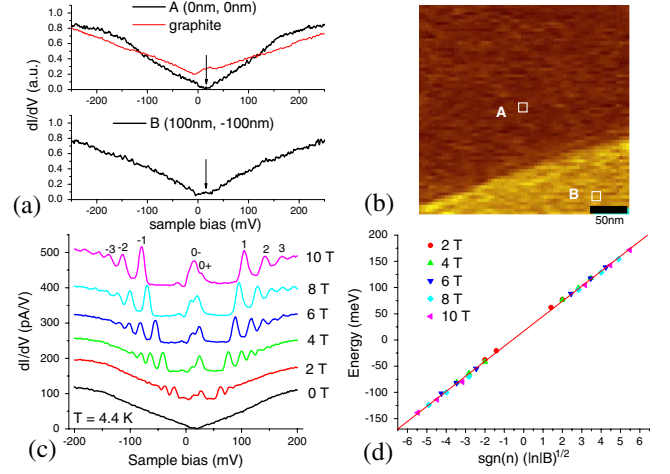 A (0nm, 0nm)
graphite
dI/dV (a.u.)
0.8
0.6
0.4
0.2
0.0
-200 -100 0 100 200
B (100nm, -100nm)
1.0
0.8
0.6
0.4
0.2
0.0
-200 -100 0 100 200
sample bias (mV)
(a)
A
B
50nm
(b)
dI/dV (pA/V)
500
400
300
200
100
0
-3 -2 -1 0- 0+ 1 2 3
10 T
8 T
6 T
4 T
2 T
0 T
T = 4.4 K
-200 -100 0 100 200
Sample bias (mV)
(c)
Energy (meV)
200
150
100
50
0
-50
-100
-150
2 T
4 T
6 T
8 T
10 T
-6 -5 -4 -3 -2 -1 0 1 2 3 4 5 6
sgn(n) (|n|B)1/2
(d)